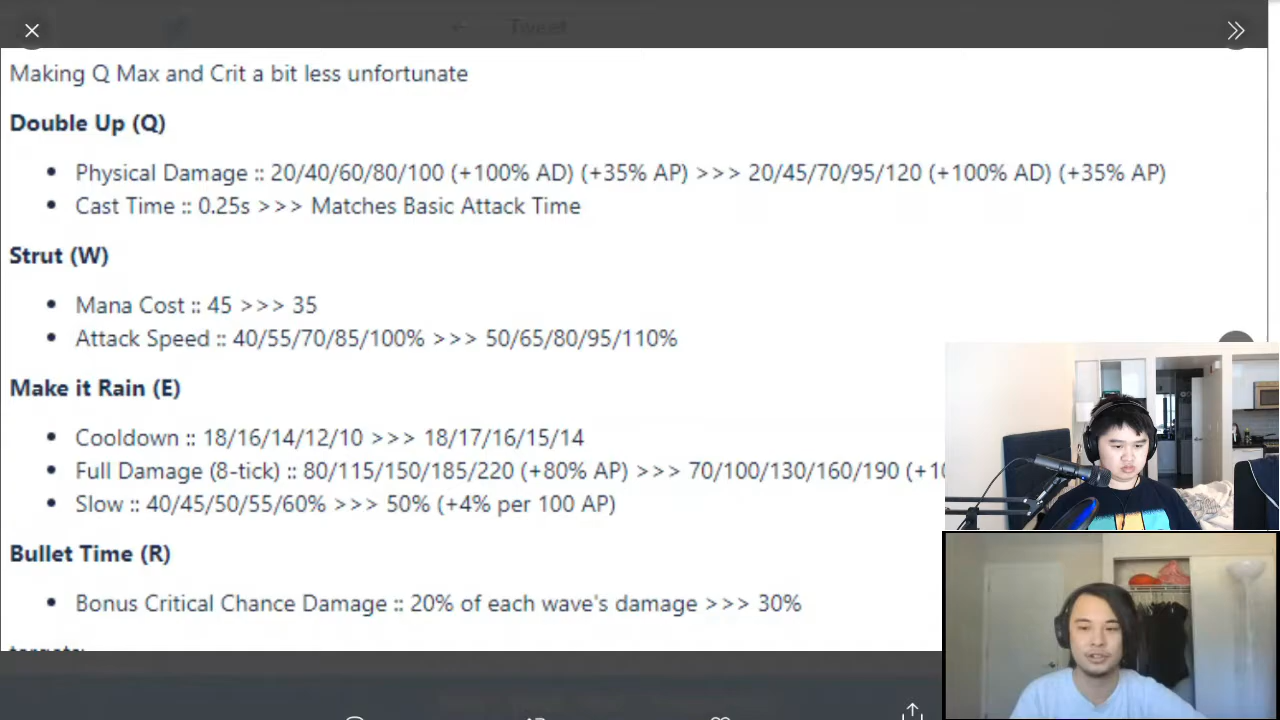 Tweet
Making Q Max and Crit a bit less unfortunate
Double Up (Q)
• Physical Damage :: 20/40/60/80/100 (+100% AD) (+35% AP) >>> 20/45/70/95/120 (+100% AD) (+35% AP)
• Cast Time :: 0.25s >>> Matches Basic Attack Time
Strut (W)
• Mana Cost :: 45 >>> 35
• Attack Speed :: 40/55/70/85/100% >>> 50/65/80/95/110%
Make it Rain (E)
• Cooldown :: 18/16/14/12/10 >>> 18/17/16/15/14
• Full Damage (8-tick) :: 80/115/150/185/220 (+80% AP) >>> 70/100/130/160/190 (+10
• Slow :: 40/45/50/55/60% >>> 50% (+4% per 100 AP)
Bullet Time (R)
• Bonus Critical Chance Damage :: 20% of each wave's damage >>> 30%